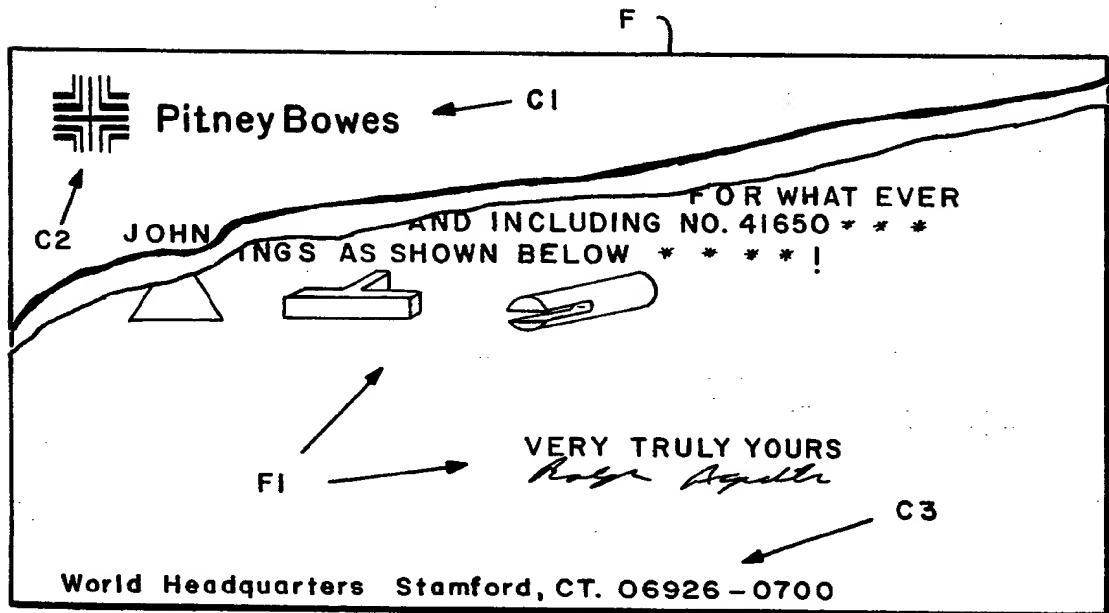 F
Pitney Bowes
C1
C2
FOR WHAT EVER
JOHN AND INCLUDING NO. 41650 * * *
INGS AS SHOWN BELOW * * * * !
F1
VERY TRULY YOURS
C3
World Headquarters Stamford, CT. 06926-0700